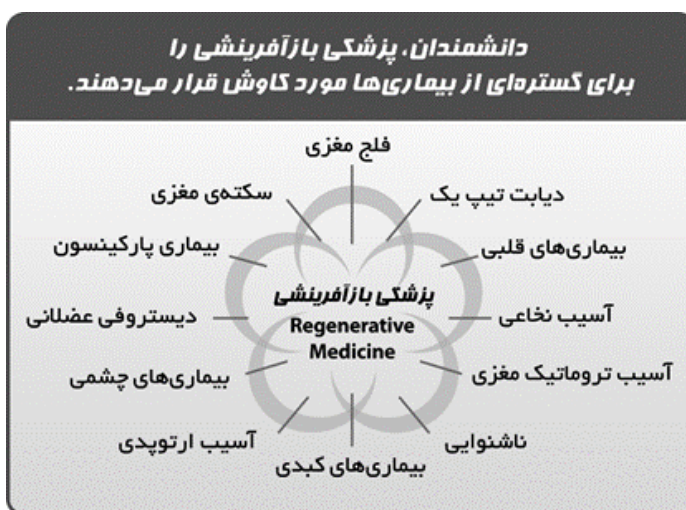 دانشمندان، پزشکی بازآفرینشی را
برای گستره‌ای از بیماری‌ها مورد کاوش قرار می‌دهند.
فلج مغزی
دیابت تیپ یک
سکته‌ی مغزی
بیماری‌های قلبی
بیماری پارکینسون
پزشکی بازآفرینشی
Regenerative
Medicine
آسیب نخاعی
دیستروفی عضلانی
آسیب تروماتیک مغزی
بیماری‌های چشمی
ناشنوایی
آسیب ارتوپدی
بیماری‌های کبدی